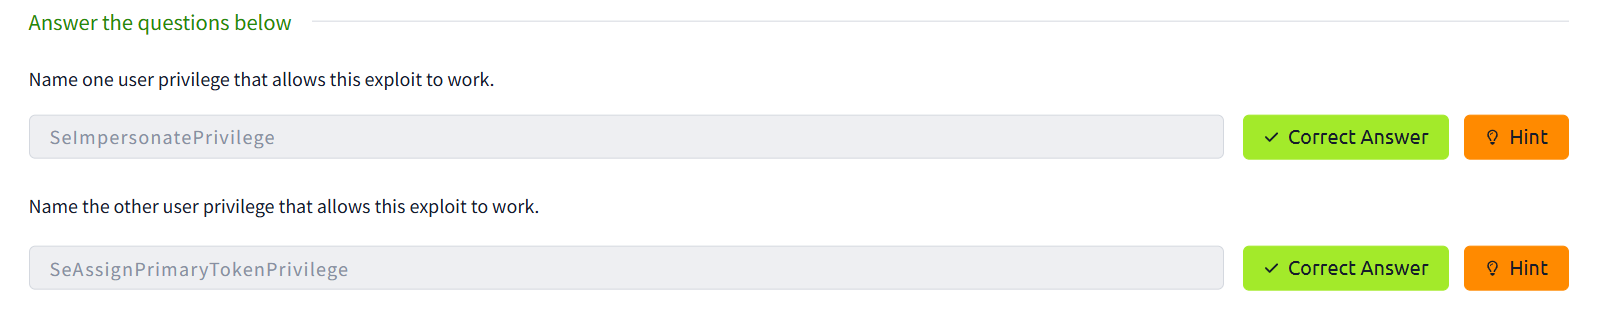 Answer the questions below
Name one user privilege that allows this exploit to work.
SeImpersonatePrivilege
Correct Answer
Hint
Name the other user privilege that allows this exploit to work.
SeAssignPrimaryTokenPrivilege
Correct Answer
Hint